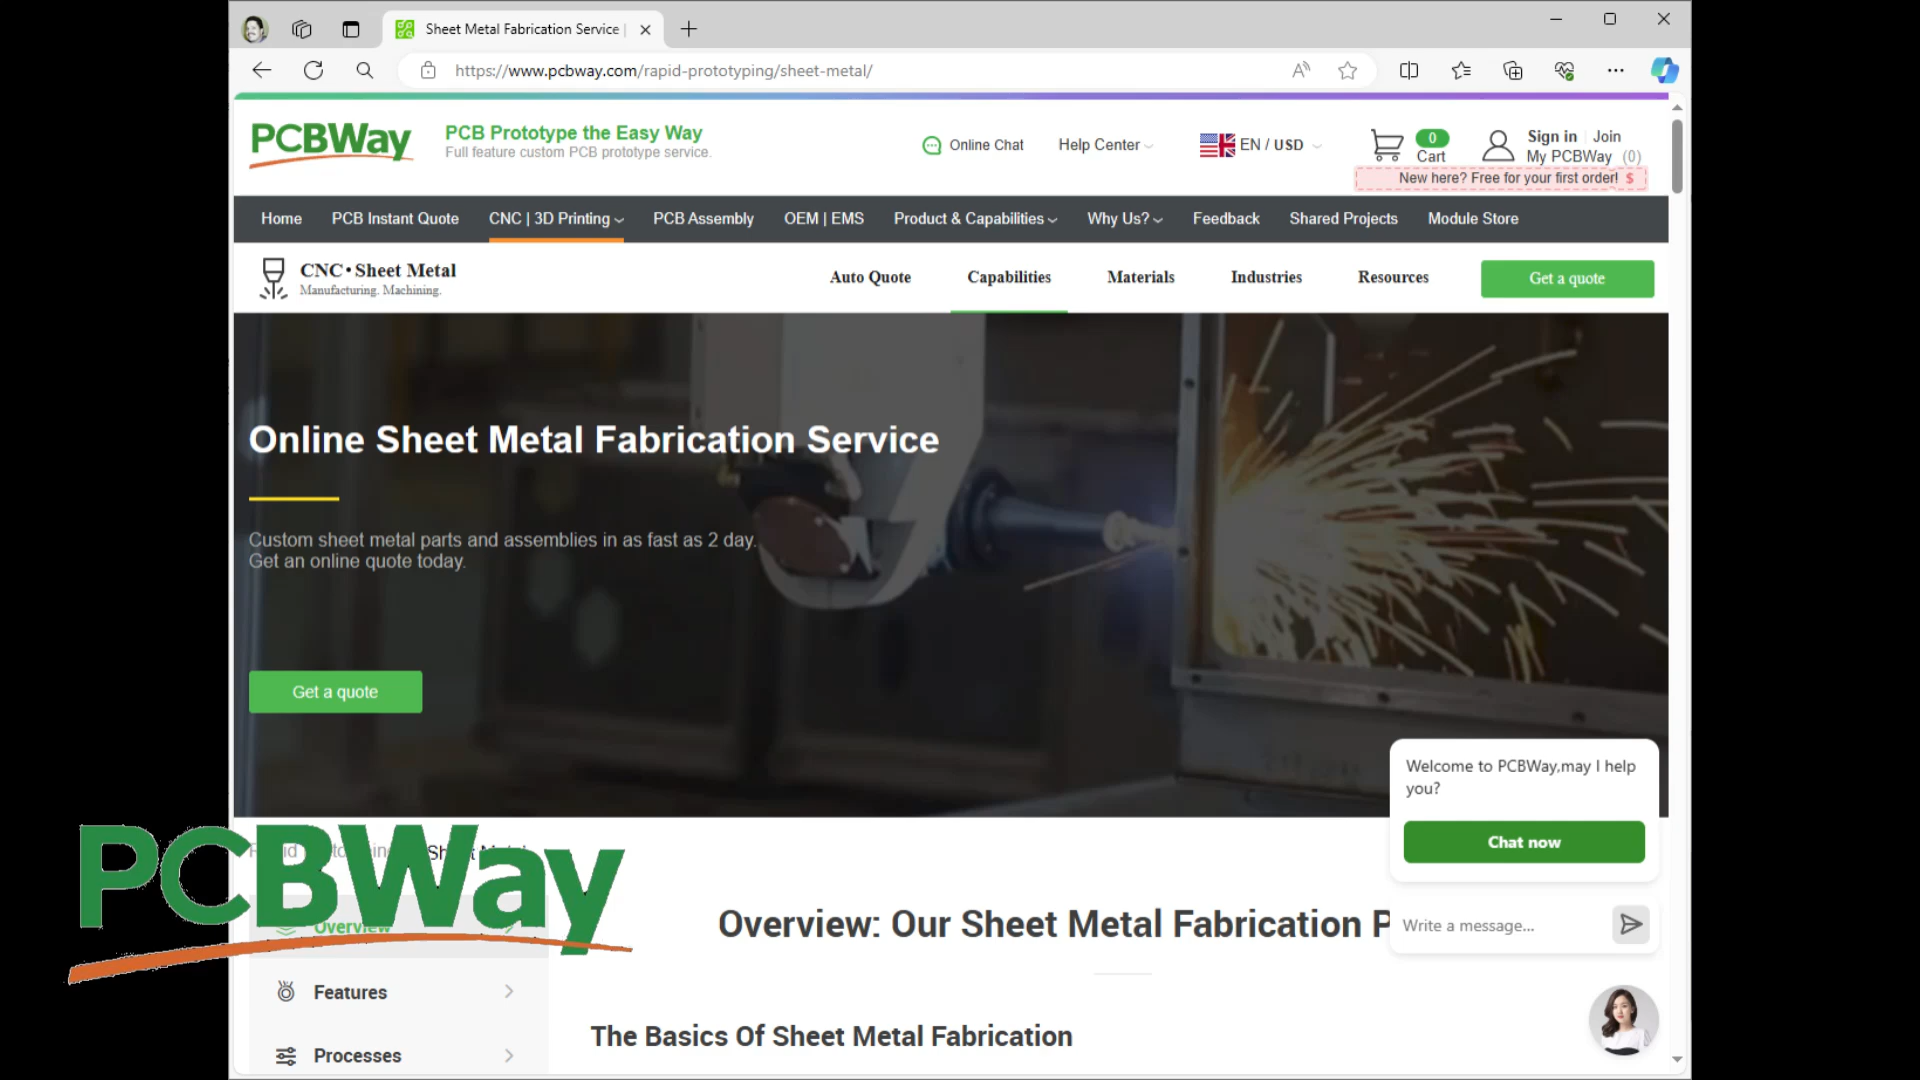 Sheet Metal Fabrication Service |
https://www.pcbway.com/rapid-prototyping/sheet-metal/
PCBWay
PCB Prototype the Easy Way
Full feature custom PCB prototype service.
Online Chat
Help Center
EN / USD
0
Cart
Sign in
Join
My PCBWay (0)
New here? Free for your first order! $
Home
PCB Instant Quote
CNC | 3D Printing
PCB Assembly
OEM | EMS
Product & Capabilities
Why Us?
Feedback
Shared Projects
Module Store
CNC•Sheet Metal
Manufacturing. Machining.
Auto Quote
Capabilities
Materials
Industries
Resources
Get a quote
Online Sheet Metal Fabrication Service
Custom sheet metal parts and assemblies in as fast as 2 day.
Get an online quote today.
Get a quote
Welcome to PCBWay,may I help
you?
Chat now
Write a message...
PCBWay
Overview
Features
Processes
Overview: Our Sheet Metal Fabrication P
The Basics Of Sheet Metal Fabrication